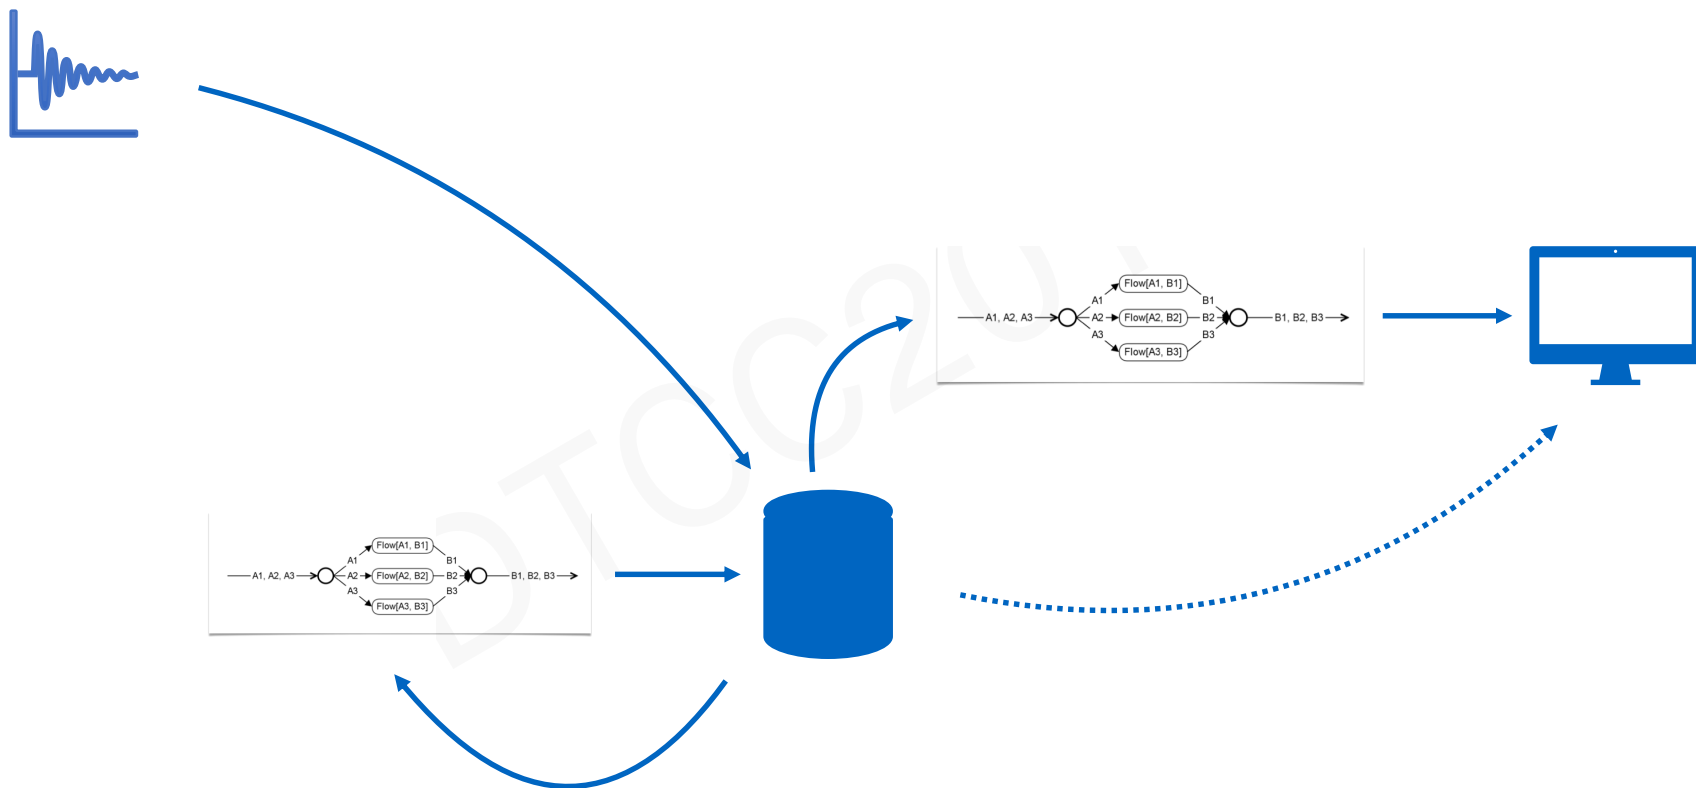 A1
Flow[A1, B1]
B1
A1, A2, A3
A2
Flow[A2, B2]
B2
B1, B2, B3
A3
Flow[A3, B3]
B3
A1
Flow[A1, B1]
B1
A1, A2, A3
A2
Flow[A2, B2]
B2
B1, B2, B3
A3
Flow[A3, B3]
B3
DTCC20